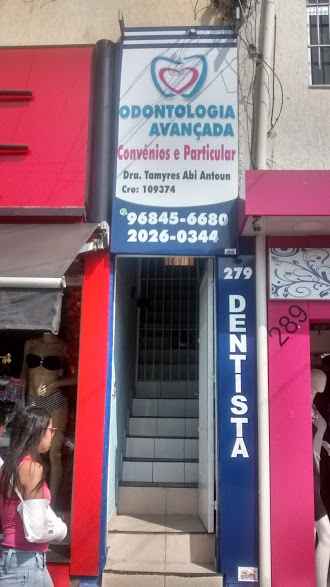 ODONTOLOGIA
AVANÇADA
Convênios e Particular
Dra. Tamyres Abi Antoun
Cro: 109374
96845-6680
2026-0344
279
DENTISTA
289